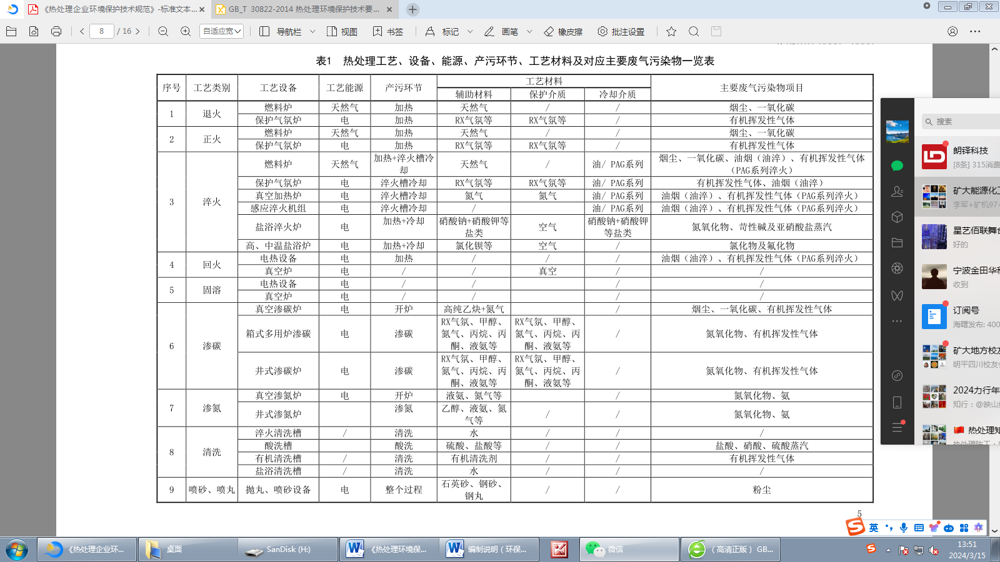 《热处理企业环境保护技术规范》-标准文本...
GB_T 30822-2014 热处理环境保护技术要...
8 / 16
自适应宽
导航栏
视图
书签
标记
画笔
橡皮擦
批注设置
表1 热处理工艺、设备、能源、产污环节、工艺材料及对应主要废气污染物一览表
序号 工艺类别 工艺设备 工艺能源 产污环节 工艺材料 主要废气污染物项目
辅助材料 保护介质 冷却介质
1 退火 燃料炉 天然气 加热 天然气 / / 烟尘、一氧化碳
保护气氛炉 电 加热 RX气氛等 RX气氛等 / 有机挥发性气体
2 正火 燃料炉 天然气 加热 天然气 / / 烟尘、一氧化碳
保护气氛炉 电 加热 RX气氛等 RX气氛等 / 有机挥发性气体
3 淬火 燃料炉 天然气 加热+淬火槽冷却 天然气 / 油/ PAG系列 烟尘、一氧化碳、油烟（油淬）、有机挥发性气体（PAG系列淬火）
保护气氛炉 电 淬火槽冷却 RX气氛等 RX气氛等 油/ PAG系列 有机挥发性气体、油烟（油淬）
真空加热炉 电 淬火槽冷却 氮气 氮气 油/ PAG系列 油烟（油淬）、有机挥发性气体（PAG系列淬火）
感应淬火机组 电 淬火槽冷却 / 油/ PAG系列 油烟（油淬）、有机挥发性气体（PAG系列淬火）
盐浴淬火炉 电 加热+冷却 硝酸钠+硝酸钾等盐类 空气 硝酸钠+硝酸钾等盐类 氮氧化物、苛性碱及亚硝酸盐蒸汽
高、中温盐浴炉 电 加热+冷却 氯化钡等 空气 / 氯化物及氟化物
4 回火 电热设备 电 加热 / / / 油烟（油淬）、有机挥发性气体（PAG系列淬火）
真空炉 电 / / 真空 / /
5 固溶 电热设备 电 / / / /
真空炉 电 / / / /
6 渗碳 真空渗碳炉 电 开炉 高纯乙炔+氮气 / 烟尘、一氧化碳、有机挥发性气体
箱式多用炉渗碳 电 渗碳 RX气氛、甲醇、氮气、丙烷、丙酮、液氨等 RX气氛、甲醇、氮气、丙烷、丙酮、液氨等 / 氮氧化物、有机挥发性气体
井式渗碳炉 电 渗碳 RX气氛、甲醇、氮气、丙烷、丙酮、液氨等 RX气氛、甲醇、氮气、丙烷、丙酮、液氨等 / 氮氧化物、有机挥发性气体
7 渗氮 真空渗氮炉 电 开炉 液氨、氮气等 / 氮氧化物、氨
井式渗氮炉 渗氮 乙醇、液氨、氮气等 / / 氮氧化物、氨
8 清洗 淬火清洗槽 / 清洗 水 / / /
酸洗槽 酸洗 硫酸、盐酸等 / / 盐酸、硝酸、硫酸蒸汽
有机清洗槽 / 清洗 有机清洗剂 / / 有机挥发性气体
盐浴清洗槽 / 清洗 水 / / /
9 喷砂、喷丸 抛丸、喷砂设备 电 整个过程 石英砂、钢砂、钢丸 / / 粉尘
5
搜索
朗铎科技
[8条] 315消费
矿大能源化工
李军+矿机97-
星艺佰联舞台
好的
宁波金田华科
收到
订阅号
海曙发布: 400
矿大地方校友
明平四川校友会
2024力行年
知行：@映山红
热处理知
英
《热处理企业环...
桌面
SanDisk (H:)
《热处理环境保...
编制说明（环保...
微信
（高清正版） GB...
13:51
2024/3/15